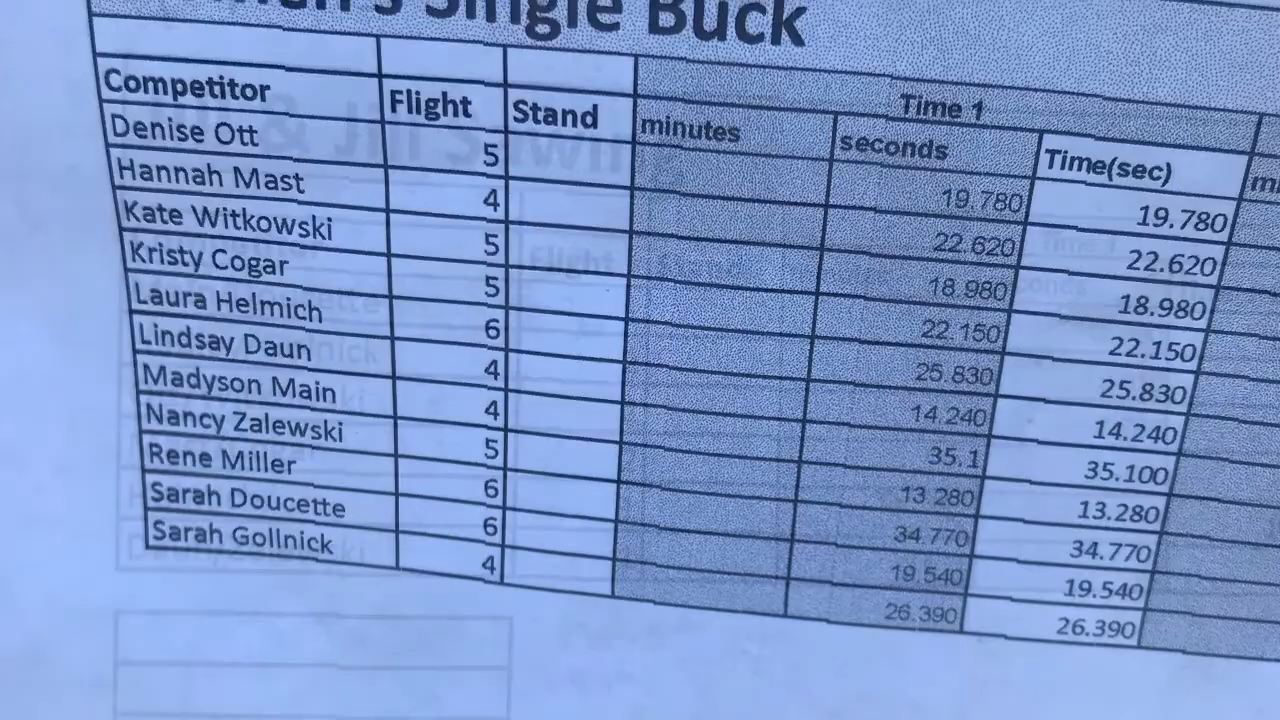 Single Buck
Time 1
Competitor Flight Stand minutes seconds Time(sec)
Denise Ott 5 19.780 19.780
Hannah Mast 4 22.620 22.620
Kate Witkowski 5 18.980 18.980
Kristy Cogar 5 22.150 22.150
Laura Helmich 6 25.830 25.830
Lindsay Daun 4 14.240 14.240
Madyson Main 4 35.1 35.100
Nancy Zalewski 5 13.280 13.280
Rene Miller 6 34.770 34.770
Sarah Doucette 6 19.540 19.540
Sarah Gollnick 4 26.390 26.390